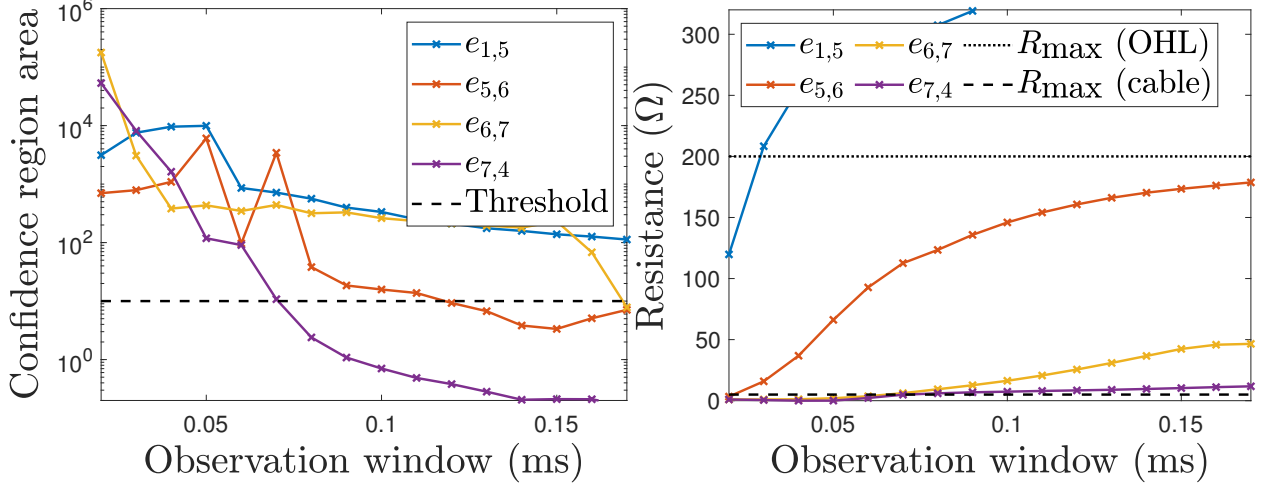 Confidence region area
10^6
10^4
10^2
10^0
0.05
0.1
0.15
Observation window (ms)
e_{1,5}
e_{5,6}
e_{6,7}
e_{7,4}
Threshold
Resistance (Ω)
300
250
200
150
100
50
0
0.05
0.1
0.15
Observation window (ms)
e_{1,5} e_{6,7} R_max (OHL)
e_{5,6} e_{7,4} R_max (cable)